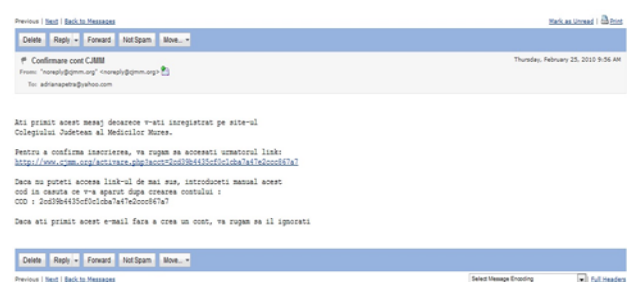 Previous | Next | Back to Messages Mark as Unread | Print
Delete Reply Forward Not Spam Move...
Confirmare cont CJMM Thursday, February 25, 2010 9:56 AM
From: "noreply@cjmm.org" <noreply@cjmm.org>
To: adrianapetra@yahoo.com
Ati primit acest mesaj deoarece v-ati inregistrat pe site-ul
Colegiului Judetean al Medicilor Mures.
Pentru a confirma inscrierea, va rugam sa accesati urmatorul link:
http://www.cjmm.org/activare.php?acct=2cd39b4435cf0c1cba7a47e2ccc867a7
Daca nu puteti accesa link-ul de mai sus, introduceti manual acest
cod in casuta ce v-a aparut dupa crearea contului :
COD : 2cd39b4435cf0c1cba7a47e2ccc867a7
Daca ati primit acest e-mail fara a crea un cont, va rugam sa il ignorati
Delete Reply Forward Not Spam Move...
Previous | Next | Back to Messages Select Message Encoding Full Headers